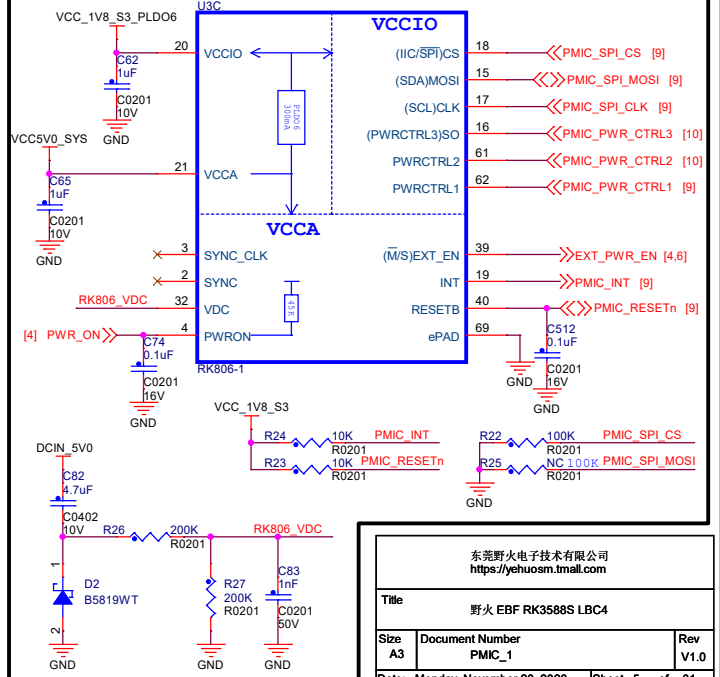 U3C
VCC_1V8_S3_PLDO6
VCCIO
20 VCCIO
(IIC/SPI)CS 18 PMIC_SPI_CS [9]
C62
1uF
C0201
10V
GND
(SDA)MOSI 15 PMIC_SPI_MOSI [9]
PLDO6
300mA
(SCL)CLK 17 PMIC_SPI_CLK [9]
(PWRCTRL3)SO 16 PMIC_PWR_CTRL3 [10]
VCC5V0_SYS
PWRCTRL2 61 PMIC_PWR_CTRL2 [10]
21 VCCA
PWRCTRL1 62 PMIC_PWR_CTRL1 [9]
C65
1uF
C0201
10V
GND
VCCA
3 SYNC_CLK
(M/S)EXT_EN 39 EXT_PWR_EN [4,6]
2 SYNC
INT 19 PMIC_INT [9]
RK806_VDC 32 VDC
45K
RESETB 40 PMIC_RESETn [9]
[4] PWR_ON 4 PWRON
ePAD 69
C74
0.1uF
C0201
16V
GND
RK806-1
GND
C512
0.1uF
C0201
16V
GND
VCC_1V8_S3
R24 10K PMIC_INT
R0201
R23 10K PMIC_RESETn
R0201
R22 100K PMIC_SPI_CS
R0201
R25 NC 100K PMIC_SPI_MOSI
R0201
GND
DCIN_5V0
C82
4.7uF
C0402
10V
R26 200K RK806_VDC
R0201
1
D2
B5819WT
2
GND
R27
200K
R0201
GND
C83
1nF
C0201
50V
GND
东莞野火电子技术有限公司
https://yehuosm.tmall.com
Title
野火 EBF RK3588S LBC4
Size Document Number Rev
A3 PMIC_1 V1.0